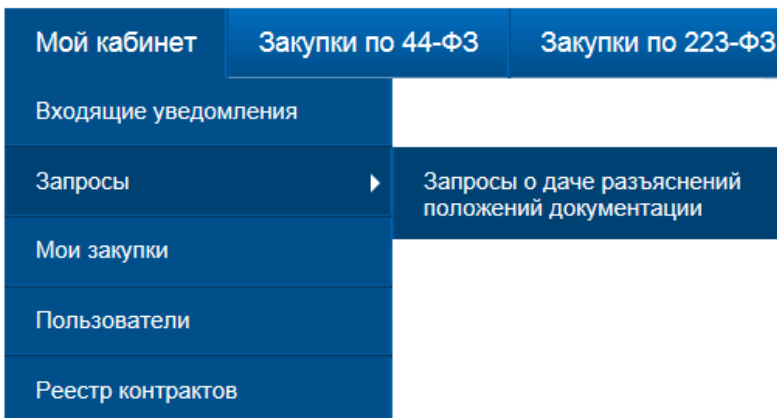 Мой кабинет Закупки по 44-ФЗ Закупки по 223-ФЗ
Входящие уведомления
Запросы Запросы о даче разъяснений
положений документации
Мои закупки
Пользователи
Реестр контрактов